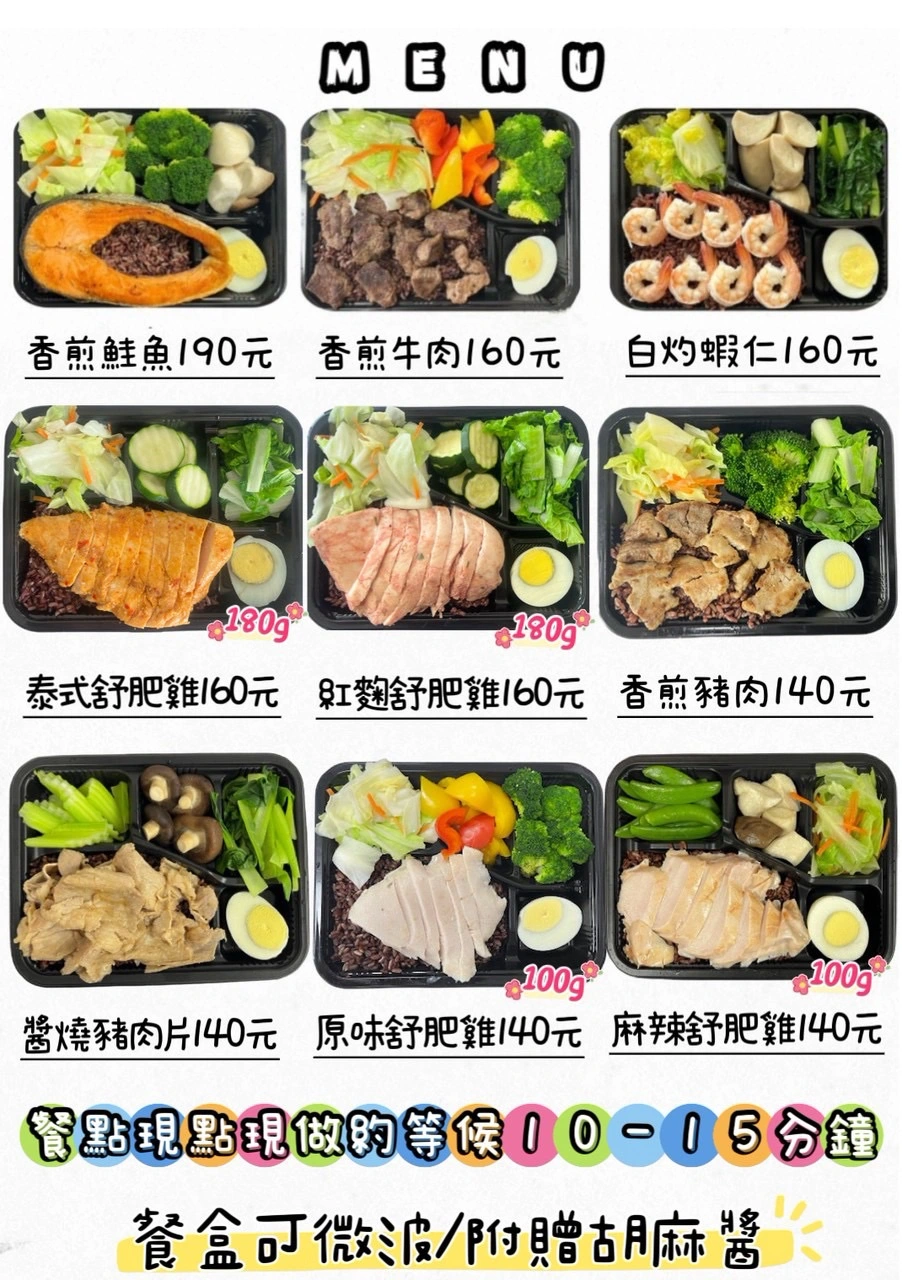 MENU
香煎鮭魚190元
香煎牛肉160元
白灼蝦仁160元
180g
180g
泰式舒肥雞160元
紅麴舒肥雞160元
香煎豬肉140元
100g
100g
醬燒豬肉片140元
原味舒肥雞140元
麻辣舒肥雞140元
餐點現點現做約等候10-15分鐘
餐盒可微波/附贈胡麻醬